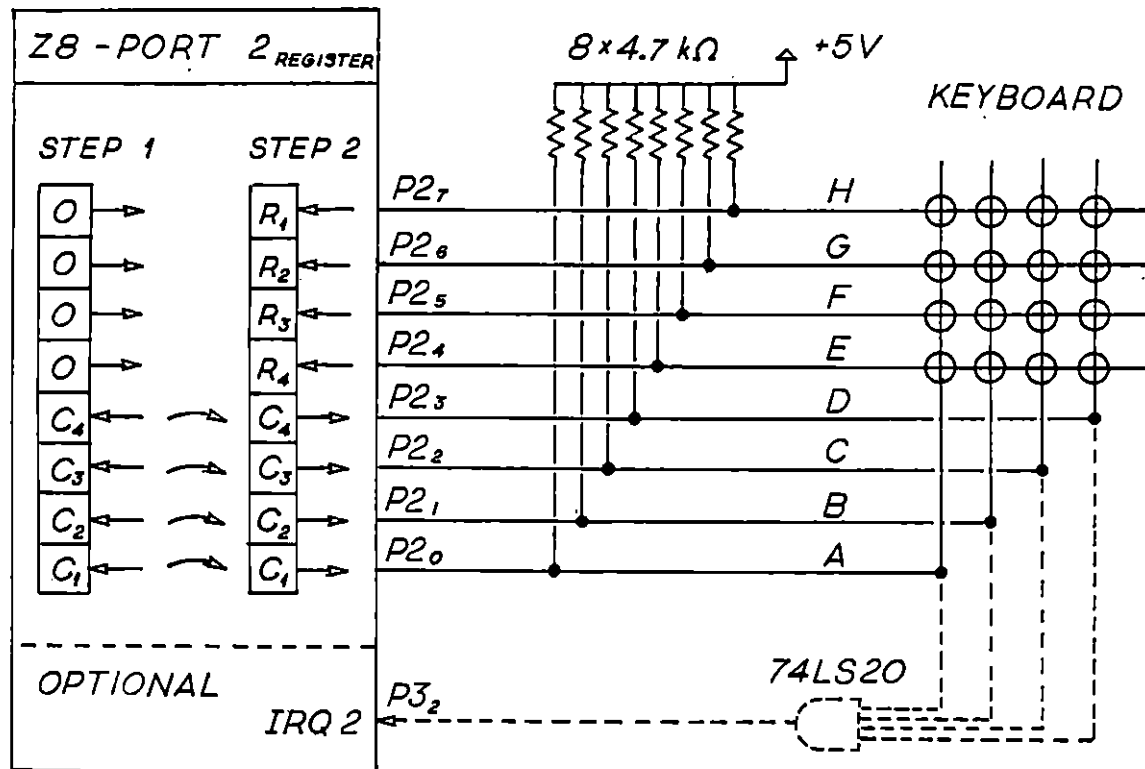 Z8 - PORT 2 REGISTER
8 × 4.7 kΩ
+5V
KEYBOARD
STEP 1
STEP 2
O
R1
P27
H
O
R2
P26
G
O
R3
P25
F
O
R4
P24
E
C4
C4
P23
D
C3
C3
P22
C
C2
C2
P21
B
C1
C1
P20
A
OPTIONAL
IRQ 2
P32
74LS20